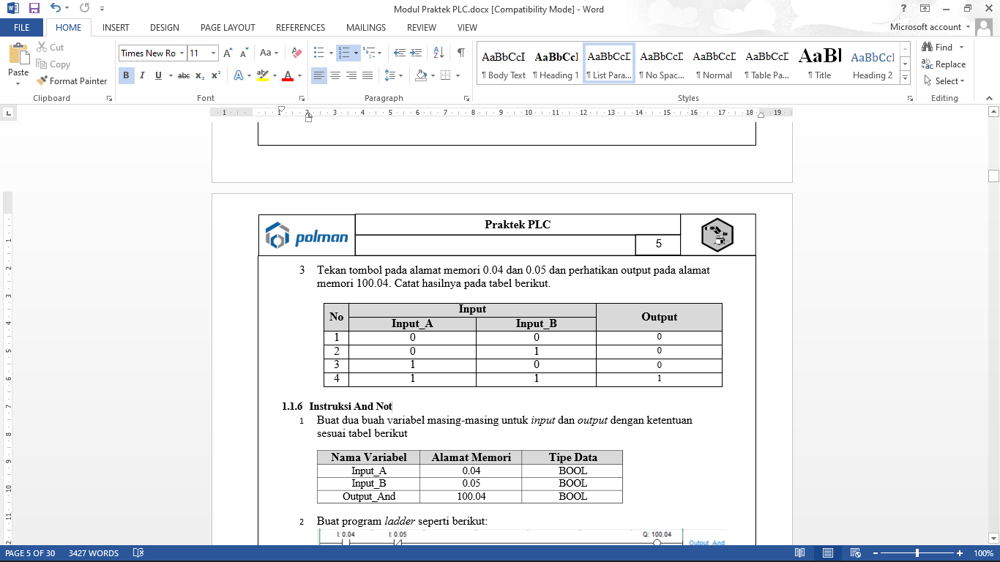 Modul Praktek PLC.docx [Compatibility Mode] - Word
FILE HOME INSERT DESIGN PAGE LAYOUT REFERENCES MAILINGS REVIEW VIEW Microsoft account
Paste Cut Copy Format Painter
Times New Ro 11
AaBbCcI AaBbCcl AaBbCcI AaBbCcI AaBbCcI AaBbCcI AaBl AaBbCcl
¶ Body Text ¶ Heading 1 ¶ List Para... ¶ No Spac... ¶ Normal ¶ Table Pa... ¶ Title Heading 2
Find Replace Select
Clipboard Font Paragraph Styles Editing
1 1 2 3 4 5 6 7 8 9 10 11 12 13 14 15 16 17 18 19
polman
Praktek PLC
5
3 Tekan tombol pada alamat memori 0.04 dan 0.05 dan perhatikan output pada alamat
memori 100.04. Catat hasilnya pada tabel berikut.
No Input Output
Input_A Input_B
1 0 0 0
2 0 1 0
3 1 0 0
4 1 1 1
1.1.6 Instruksi And Not
1 Buat dua buah variabel masing-masing untuk input dan output dengan ketentuan
sesuai tabel berikut
Nama Variabel Alamat Memori Tipe Data
Input_A 0.04 BOOL
Input_B 0.05 BOOL
Output_And 100.04 BOOL
2 Buat program ladder seperti berikut:
I: 0.04 I: 0.05 Q: 100.04
Output_And
PAGE 5 OF 30 3427 WORDS 100%